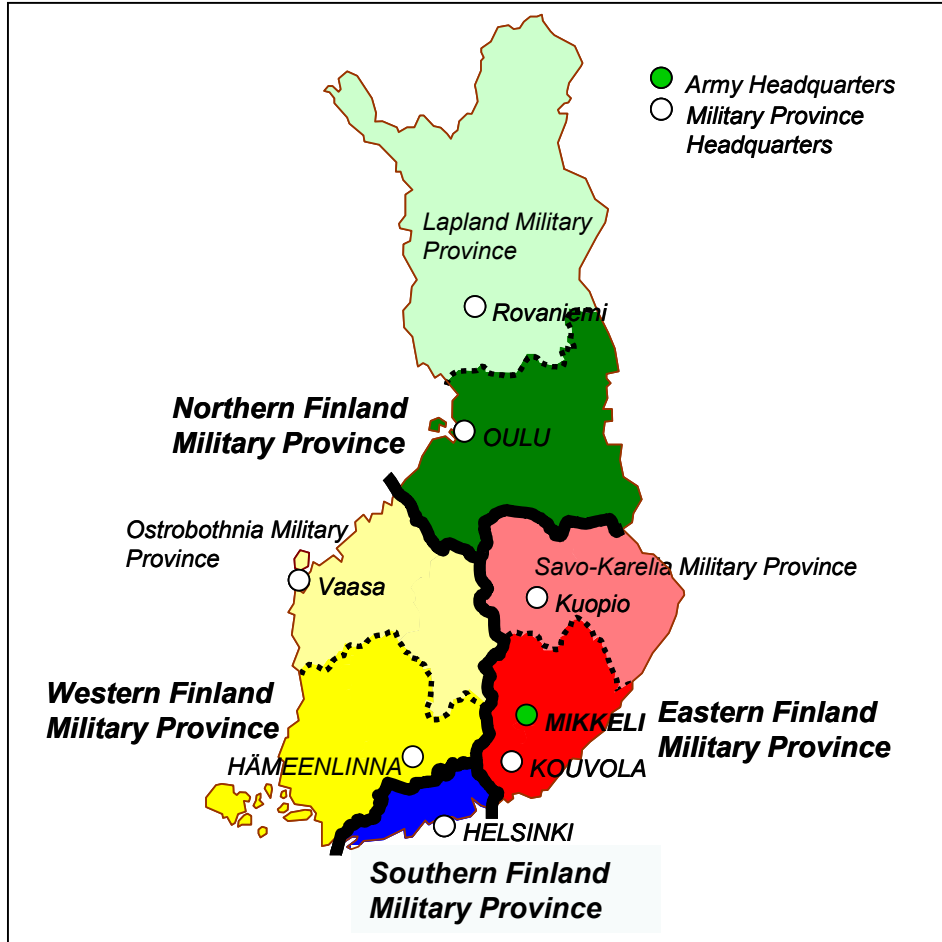 Army Headquarters
Military Province
Headquarters
Lapland Military
Province
Rovaniemi
Northern Finland
Military Province
OULU
Ostrobothnia Military
Province
Vaasa
Savo-Karelia Military Province
Kuopio
Western Finland
Military Province
MIKKELI
Eastern Finland
Military Province
HÄMEENLINNA
KOUVOLA
HELSINKI
Southern Finland
Military Province